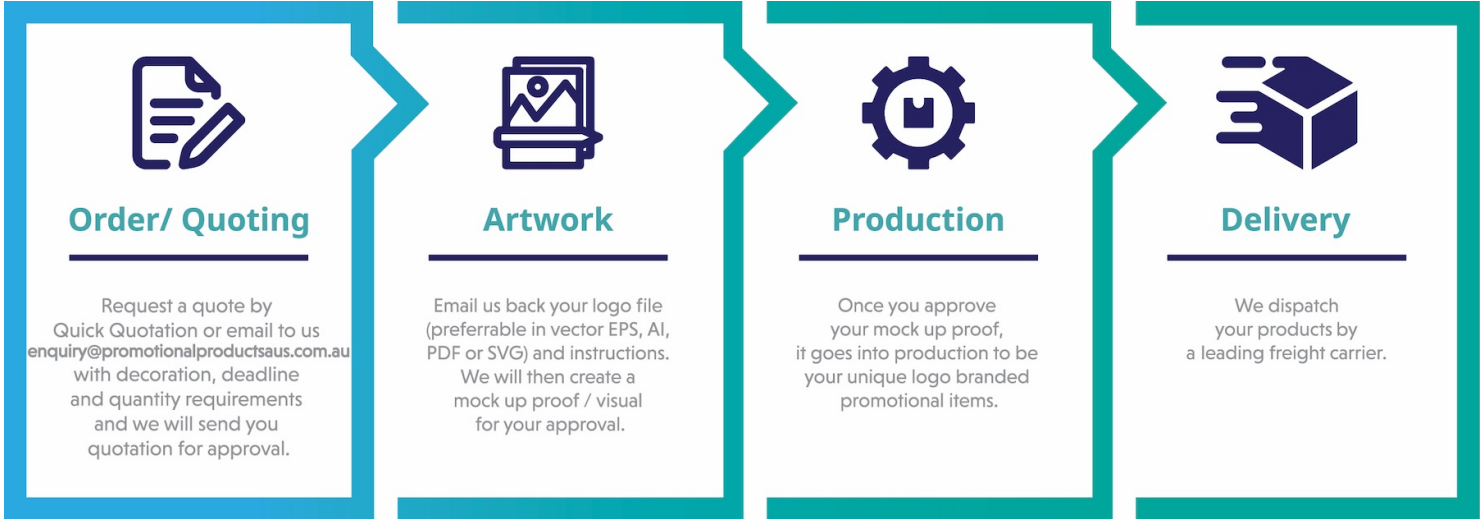 Order/ Quoting
Request a quote by
Quick Quotation or email to us
enquiry@promotionalproductsaus.com.au
with decoration, deadline
and quantity requirements
and we will send you
quotation for approval.
Artwork
Email us back your logo file
(preferrable in vector EPS, AI,
PDF or SVG) and instructions.
We will then create a
mock up proof / visual
for your approval.
Production
Once you approve
your mock up proof,
it goes into production to be
your unique logo branded
promotional items.
Delivery
We dispatch
your products by
a leading freight carrier.